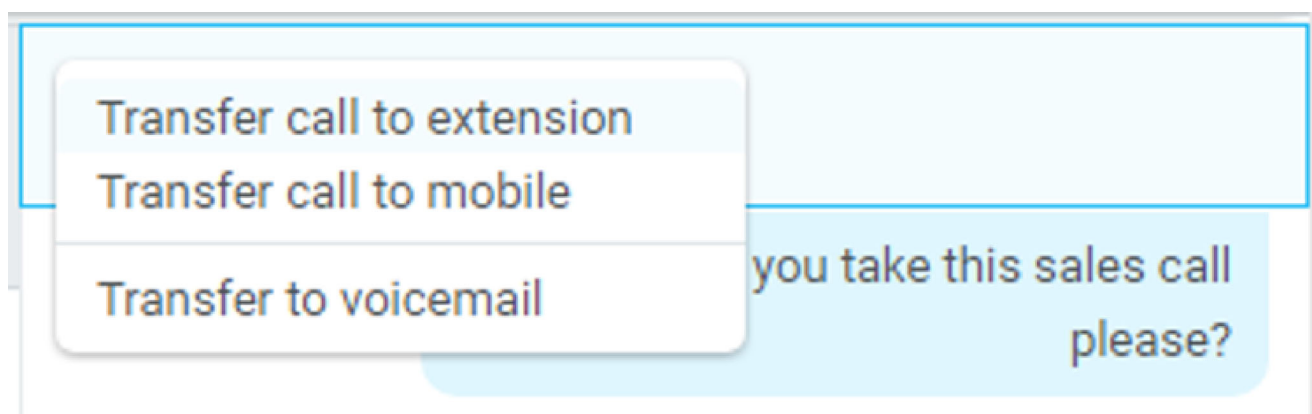 Transfer call to extension
Transfer call to mobile
Transfer to voicemail
you take this sales call
please?